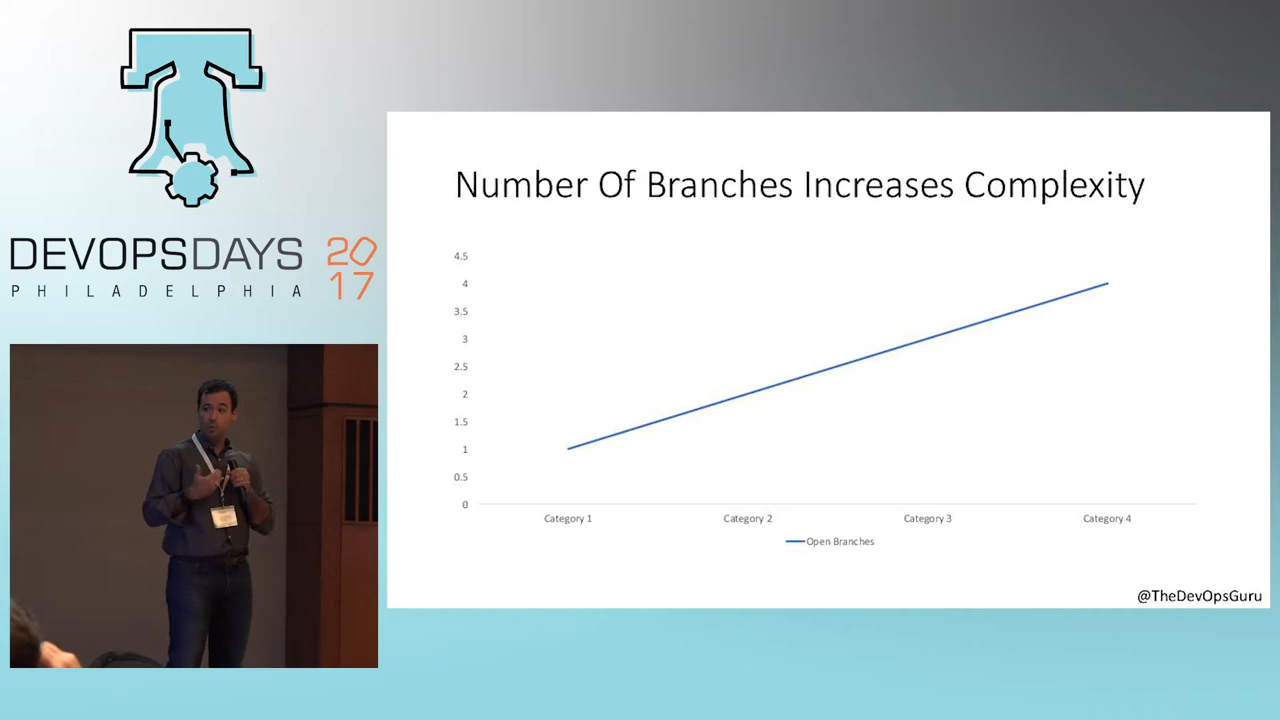 DEVOPSDAYS 2017
PHILADELPHIA
Number Of Branches Increases Complexity
4.5
4
3.5
3
2.5
2
1.5
1
0.5
0
Category 1 Category 2 Category 3 Category 4
Open Branches
@TheDevOpsGuru